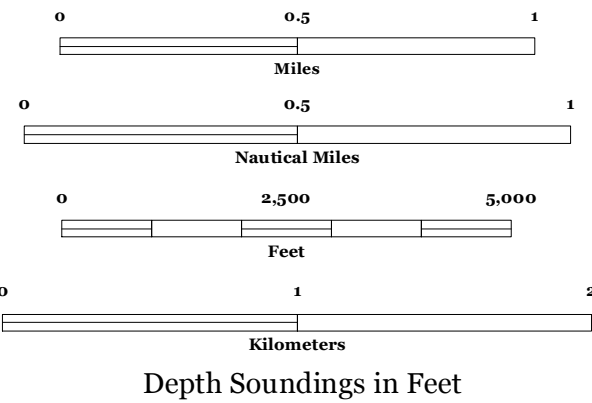 0 0.5 1
Miles
0 0.5 1
Nautical Miles
0 2,500 5,000
Feet
0 1 2
Kilometers
Depth Soundings in Feet